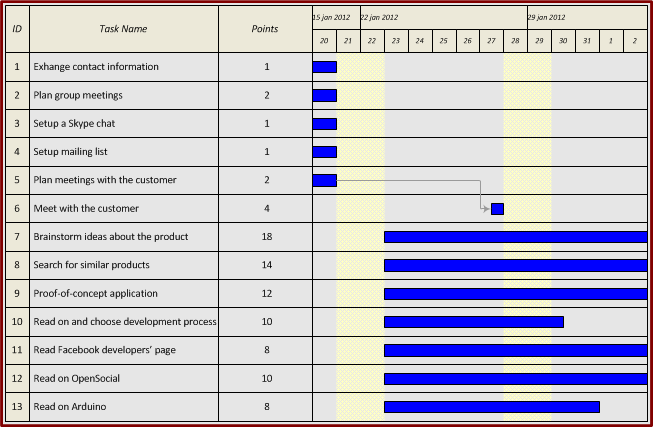 ID Task Name Points 15 jan 2012 22 jan 2012 29 jan 2012
20 21 22 23 24 25 26 27 28 29 30 31 1 2
1 Exhange contact information 1
2 Plan group meetings 2
3 Setup a Skype chat 1
4 Setup mailing list 1
5 Plan meetings with the customer 2
6 Meet with the customer 4
7 Brainstorm ideas about the product 18
8 Search for similar products 14
9 Proof-of-concept application 12
10 Read on and choose development process 10
11 Read Facebook developers' page 8
12 Read on OpenSocial 10
13 Read on Arduino 8